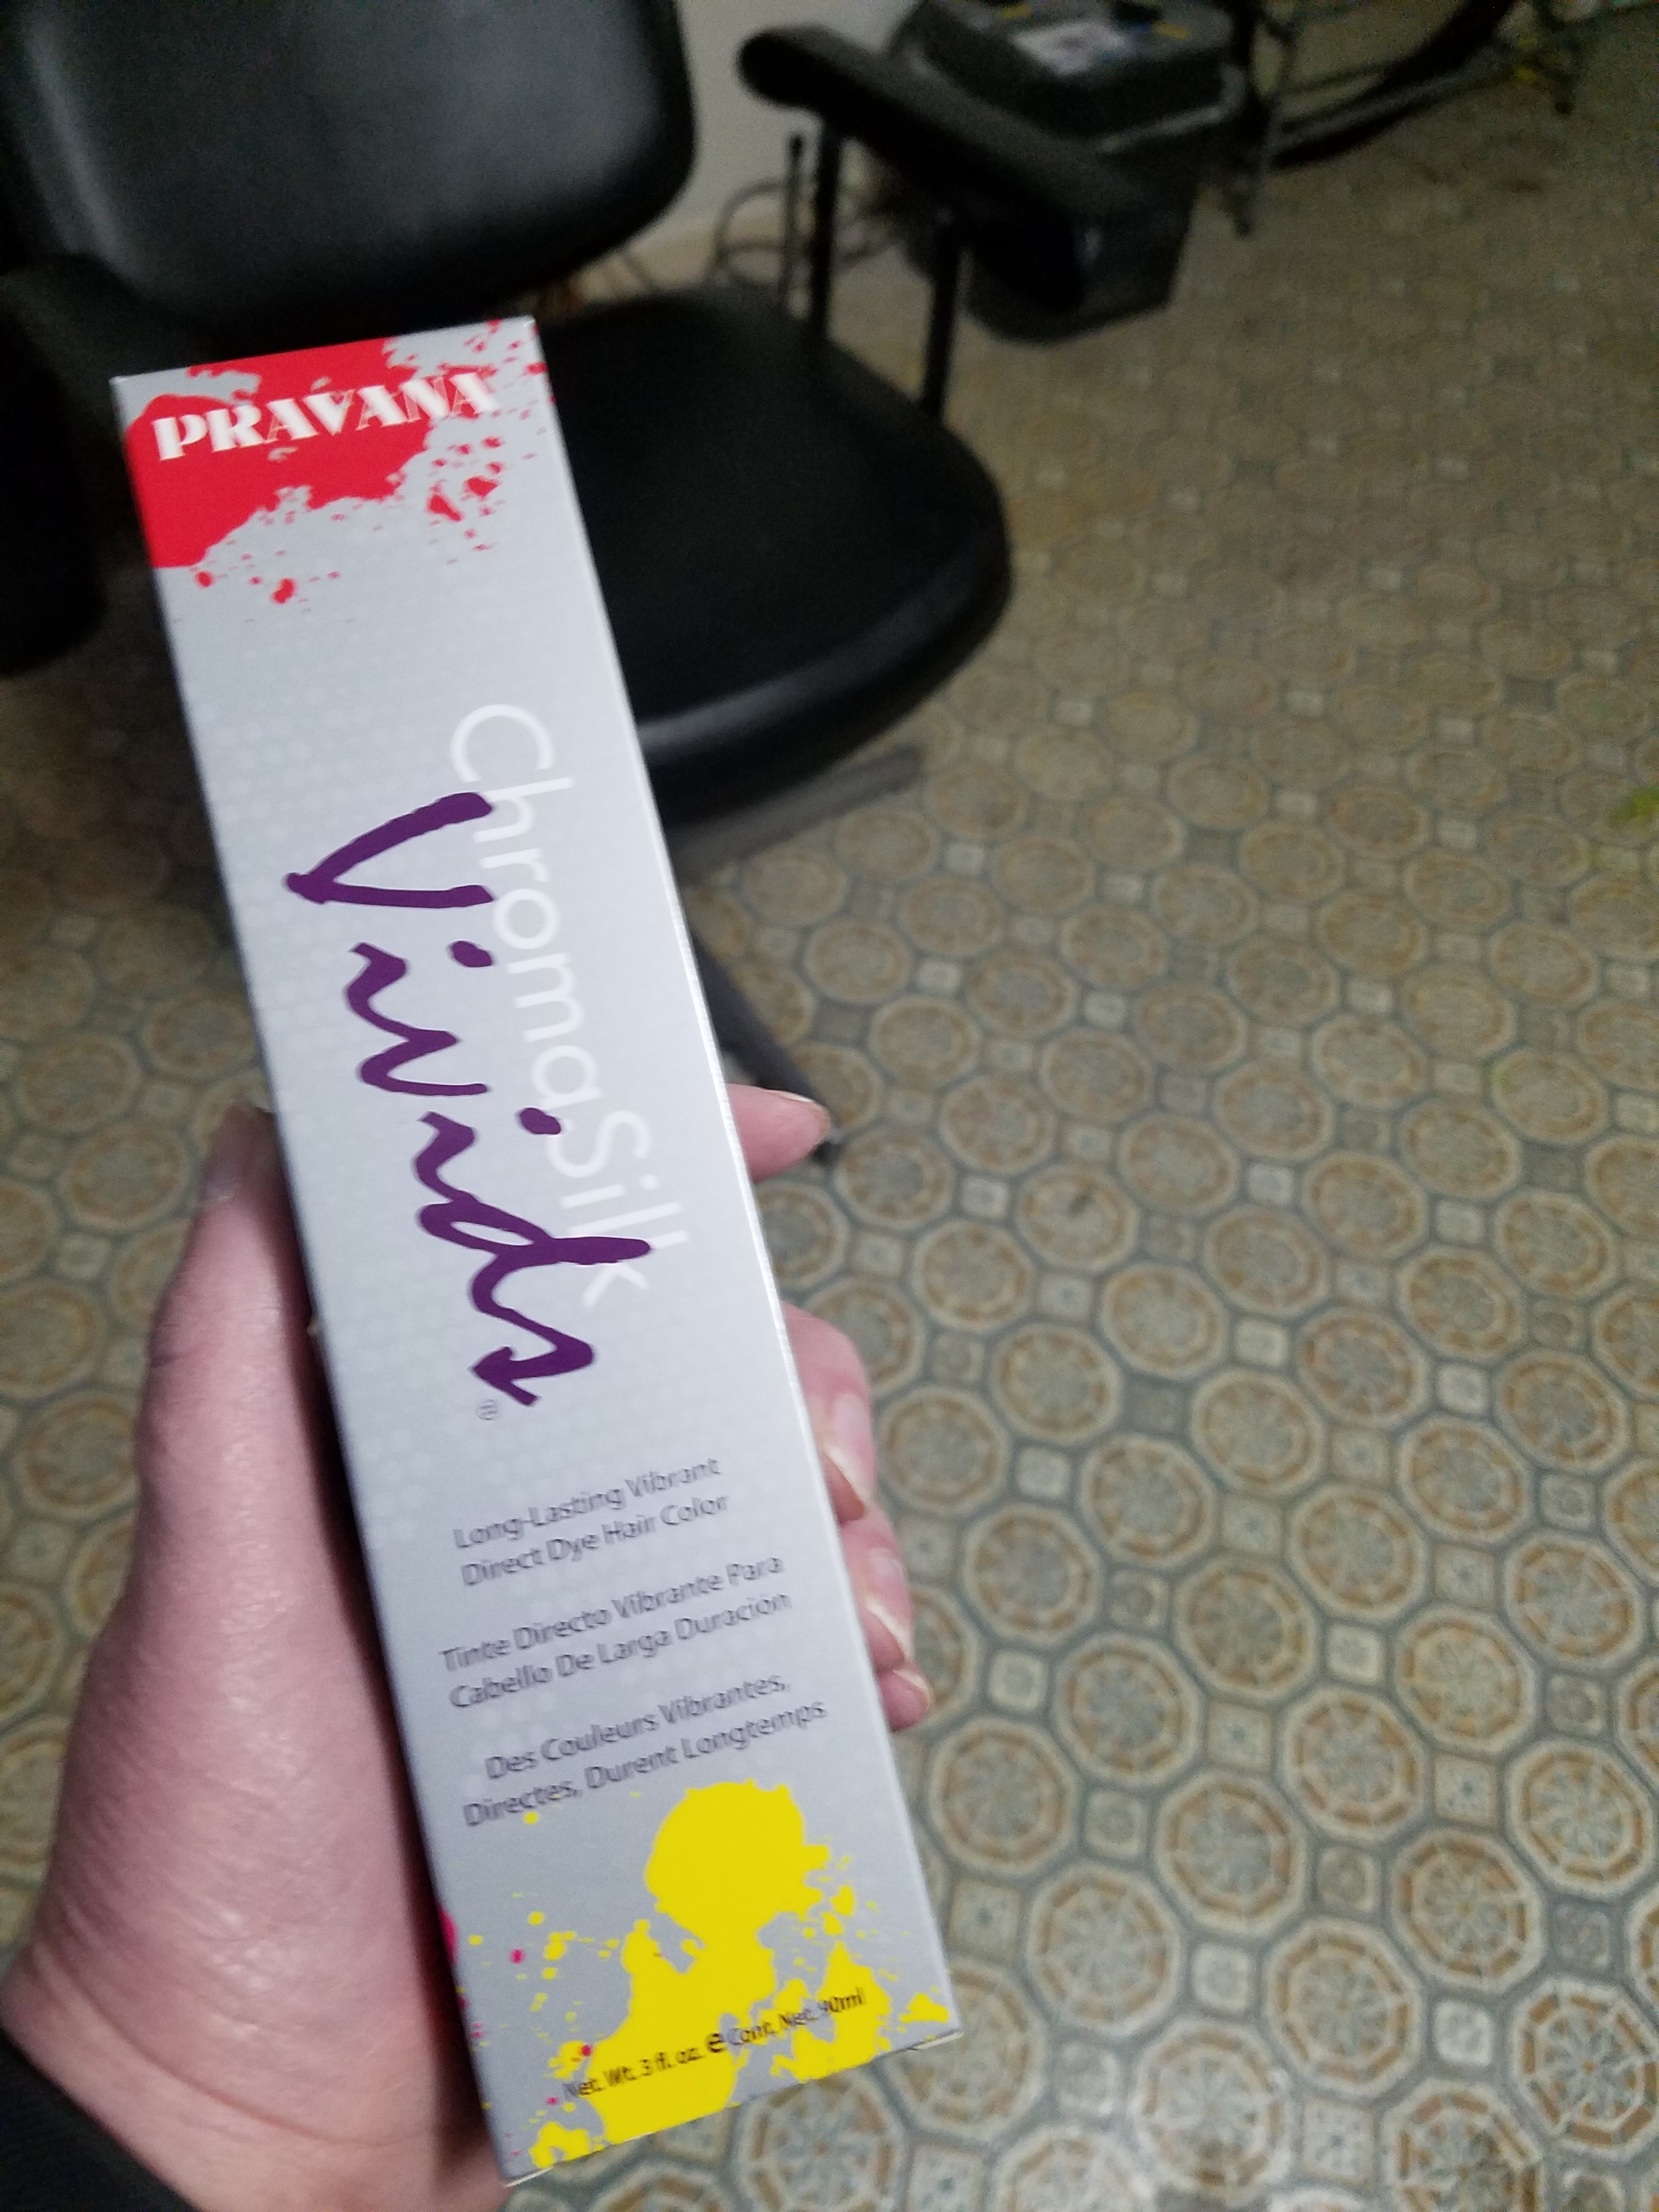 PRAVANA
ChromaSilk
Vivids®
Long-Lasting Vibrant
Direct Dye Hair Color
Tinte Directo Vibrante Para
Cabello De Larga Duración
Des Couleurs Vibrantes,
Directes, Durent Longtemps
Net. Wt. 3 fl. oz. e Cont. Net. 90ml